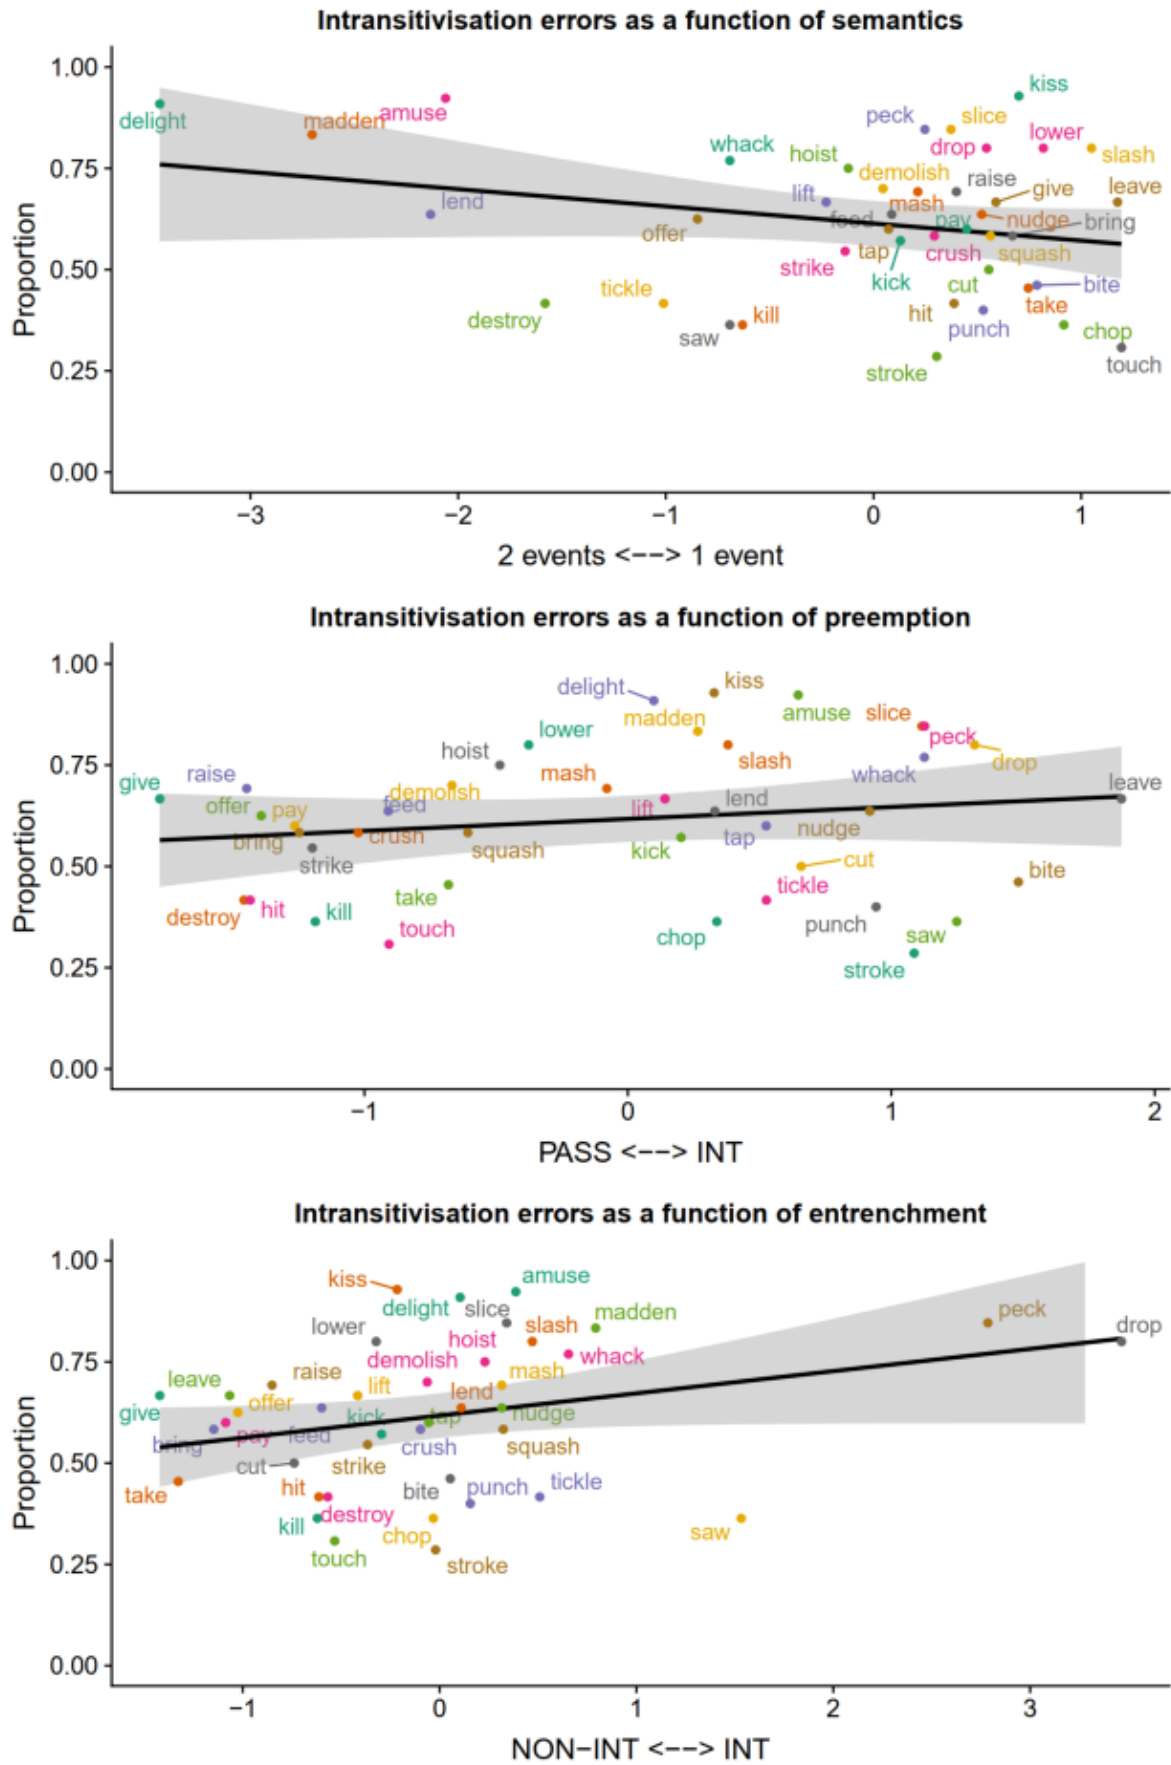 Intransitivisation errors as a function of semantics
1.00
kiss
delight
amuse
madden
peck
slice
whack
hoist
drop
lower
slash
0.75
demolish
raise
lend
lift
mash
give
leave
offer
feed
pay
nudge
bring
tap
crush
squash
strike
kick
0.50
cut
tickle
take
bite
destroy
hit
punch
saw
kill
chop
touch
stroke
0.25
0.00
Proportion
−3
−2
−1
0
1
2 events <−−> 1 event
Intransitivisation errors as a function of preemption
1.00
delight
kiss
madden
amuse
slice
peck
lower
hoist
slash
drop
0.75
raise
mash
whack
leave
give
demolish
offer
pay
feed
lift
lend
bring
crush
squash
tap
nudge
strike
kick
cut
0.50
bite
take
tickle
destroy
hit
kill
touch
chop
punch
saw
stroke
0.25
0.00
Proportion
−1
0
1
2
PASS <−−> INT
Intransitivisation errors as a function of entrenchment
1.00
kiss
amuse
delight
slice
madden
peck
lower
slash
drop
hoist
whack
0.75
demolish
leave
raise
lift
mash
give
offer
lend
kick
tap
nudge
bring
pay
feed
crush
squash
cut
strike
0.50
take
hit
bite
punch
tickle
destroy
kill
chop
saw
touch
stroke
0.25
0.00
Proportion
−1
0
1
2
3
NON−INT <−−> INT